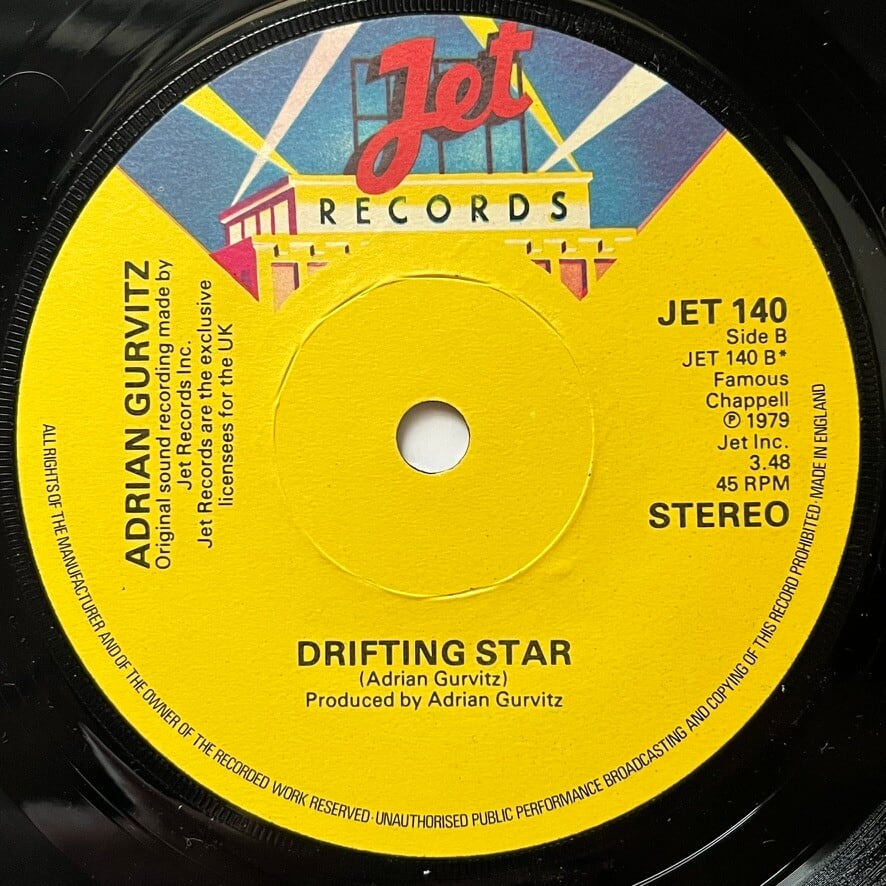 Jet
RECORDS
ADRIAN GURVITZ
Original sound recording made by
Jet Records Inc.
Jet Records are the exclusive
licensees for the UK
JET 140
Side B
JET 140 B*
Famous
Chappell
℗ 1979
Jet Inc.
3.48
45 RPM
STEREO
DRIFTING STAR
(Adrian Gurvitz)
Produced by Adrian Gurvitz
ALL RIGHTS OF THE MANUFACTURER AND OF THE OWNER OF THE RECORDED WORK RESERVED·UNAUTHORISED PUBLIC PERFORMANCE BROADCASTING AND COPYING OF THIS RECORD PROHIBITED·MADE IN ENGLAND